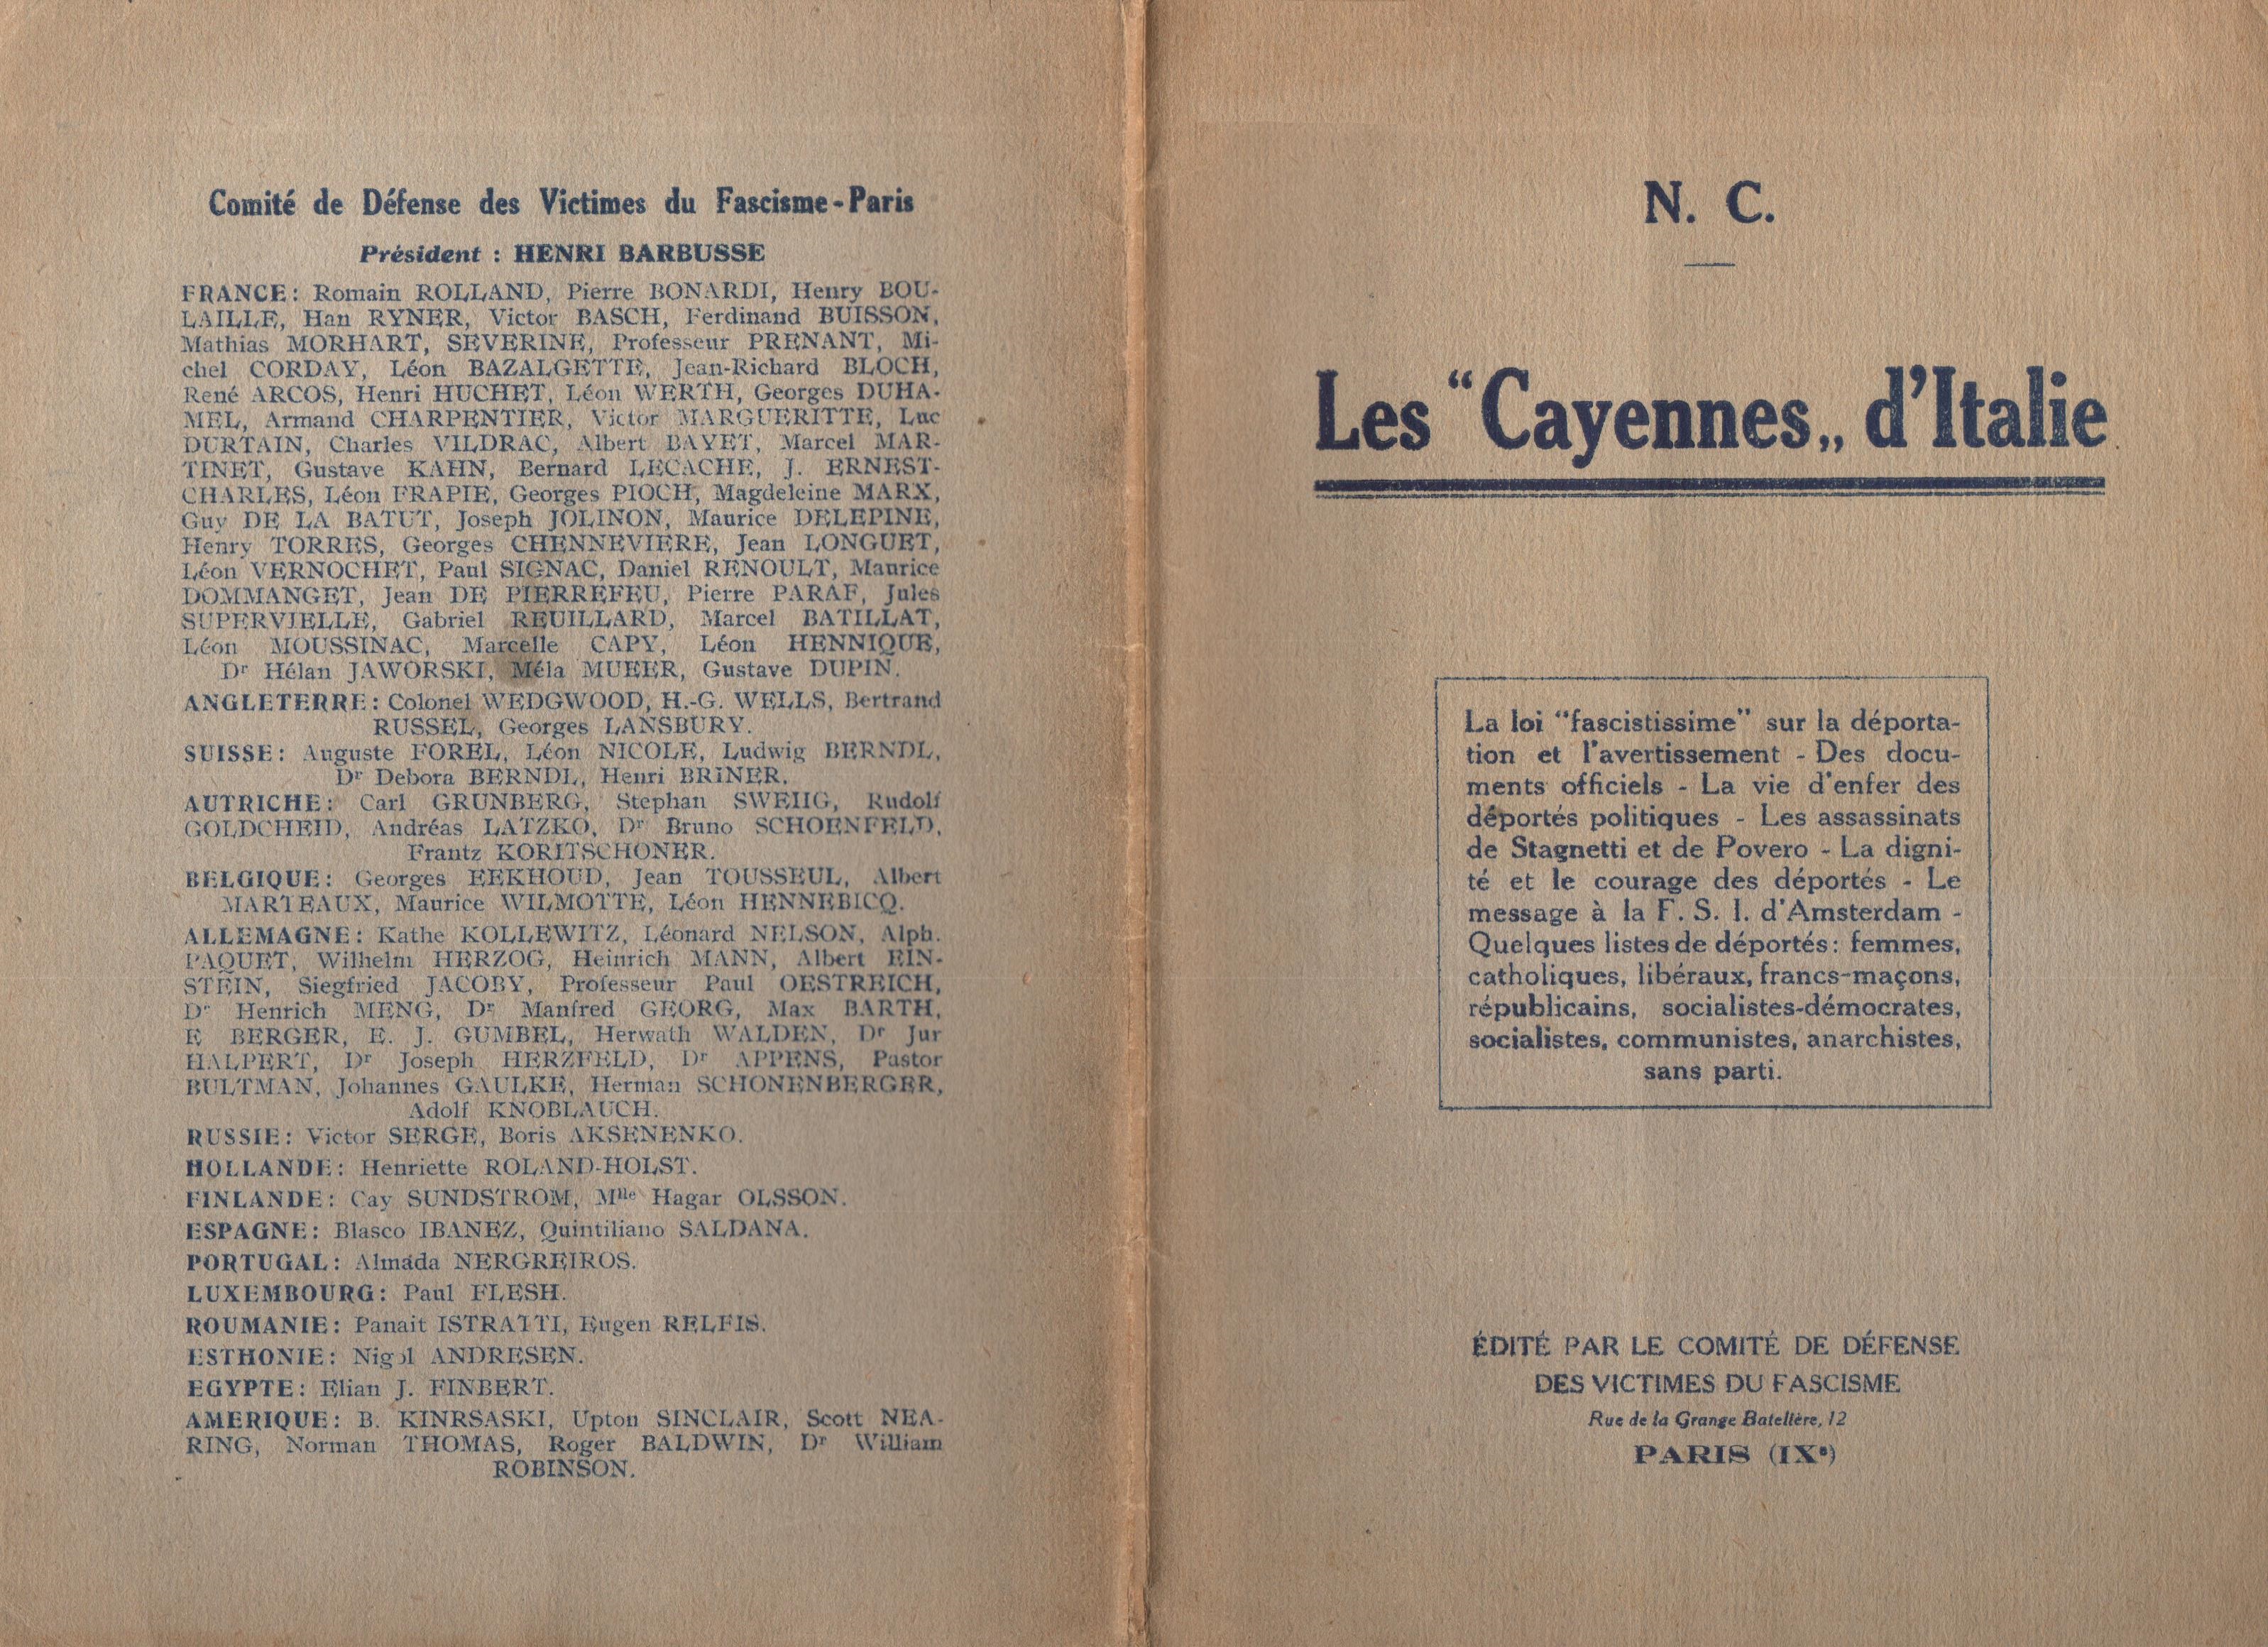 Comité de Défense des Victimes du Fascisme-Paris
Président : HENRI BARBUSSE
FRANCE: Romain ROLLAND, Pierre BONARDI, Henry BOU-
LAILLE, Han RYNER, Victor BASCH, Ferdinand BUISSON,
Mathias MORHART, SEVERINE, Professeur PRENANT, Mi-
chel CORDAY, Léon BAZALGETTE, Jean-Richard BLOCH,
René ARCOS, Henri HUCHET, Léon WERTH, Georges DUHA-
MEL, Armand CHARPENTIER, Victor MARGUERITTE, Luc
DURTAIN, Charles VILDRAC, Albert BAYET, Marcel MAR-
TINET, Gustave KAHN, Bernard LECACHE, J. ERNEST-
CHARLES, Léon FRAPIE, Georges PIOCH, Magdeleine MARX,
Guy DE LA BATUT, Joseph JOLINON, Maurice DELEPINE,
Henry TORRES, Georges CHENNEVIERE, Jean LONGUET,
Léon VERNOCHET, Paul SIGNAC, Daniel RENOULT, Maurice
DOMMANGET, Jean DE PIERREFEU, Pierre PARAF, Jules
SUPERVIELLE, Gabriel REUILLARD, Marcel BATILLAT,
Léon MOUSSINAC, Marcelle CAPY, Léon HENNIQUE,
Dr Hélan JAWORSKI, Méla MUEER, Gustave DUPIN.
ANGLETERRE: Colonel WEDGWOOD, H.-G. WELLS, Bertrand
RUSSEL, Georges LANSBURY.
SUISSE: Auguste FOREL, Léon NICOLE, Ludwig BERNDL,
Dr Debora BERNDL, Henri BRINER.
AUTRICHE: Carl GRUNBERG, Stephan SWEIIG, Rudolf
GOLDCHEID, Andréas LATZKO, Dr Bruno SCHOENFELD,
Frantz KORITSCHONER.
BELGIQUE: Georges EEKHOUD, Jean TOUSSEUL, Albert
MARTEAUX, Maurice WILMOTTE, Léon HENNEBICQ.
ALLEMAGNE: Kathe KOLLEWITZ, Léonard NELSON, Alph.
PAQUET, Wilhelm HERZOG, Heinrich MANN, Albert EIN-
STEIN, Siegfried JACOBY, Professeur Paul OESTREICH,
Dr Henrich MENG, Dr Manfred GEORG, Max BARTH,
E BERGER, E. J. GUMBEL, Herwath WALDEN, Dr Jur
HALPERT, Dr Joseph HERZFELD, Dr APPENS, Pastor
BULTMAN, Johannes GAULKE, Herman SCHONENBERGER,
Adolf KNOBLAUCH.
RUSSIE: Victor SERGE, Boris AKSENENKO.
HOLLANDE: Henriette ROLAND-HOLST.
FINLANDE: Cay SUNDSTROM, Mlle Hagar OLSSON.
ESPAGNE: Blasco IBANEZ, Quintiliano SALDANA.
PORTUGAL: Almada NERGREIROS.
LUXEMBOURG: Paul FLESH.
ROUMANIE: Panait ISTRATTI, Eugen RELFIS.
ESTHONIE: Nigol ANDRESEN.
EGYPTE: Elian J. FINBERT.
AMERIQUE: B. KINRSASKI, Upton SINCLAIR, Scott NEA-
RING, Norman THOMAS, Roger BALDWIN, Dr William
ROBINSON.
N. C.
Les “Cayennes„ d'Italie
La loi “fascistissime” sur la déporta-
tion et l'avertissement - Des docu-
ments officiels - La vie d'enfer des
déportés politiques - Les assassinats
de Stagnetti et de Povero - La digni-
té et le courage des déportés - Le
message à la F. S. I. d'Amsterdam -
Quelques listes de déportés: femmes,
catholiques, libéraux, francs-maçons,
républicains, socialistes-démocrates,
socialistes, communistes, anarchistes,
sans parti.
ÉDITÉ PAR LE COMITÉ DE DÉFENSE
DES VICTIMES DU FASCISME
Rue de la Grange Batelière, 12
PARIS (IXe)